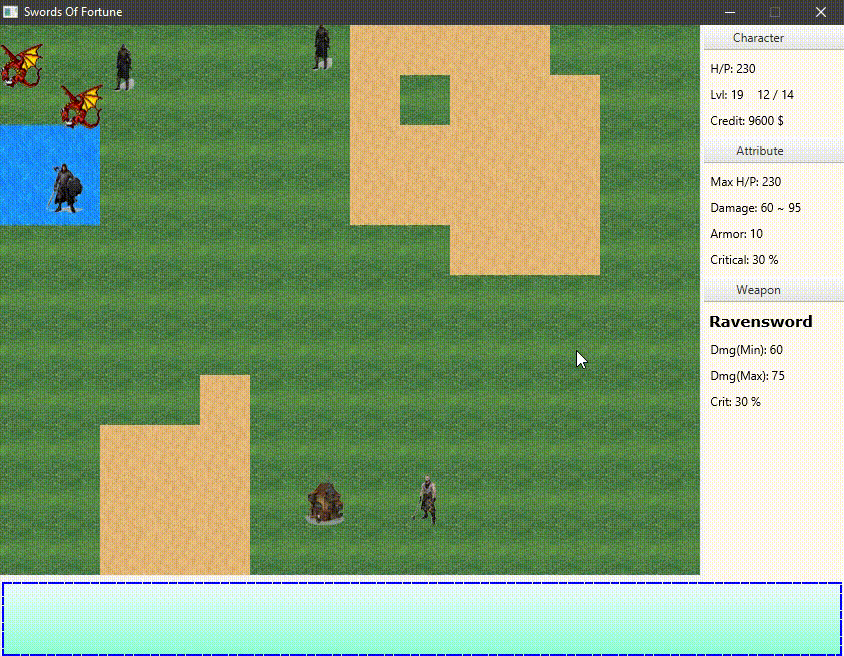 Swords Of Fortune
Character
H/P: 230
Lvl: 19 12 / 14
Credit: 9600 $
Attribute
Max H/P: 230
Damage: 60 ~ 95
Armor: 10
Critical: 30 %
Weapon
Ravensword
Dmg(Min): 60
Dmg(Max): 75
Crit: 30 %